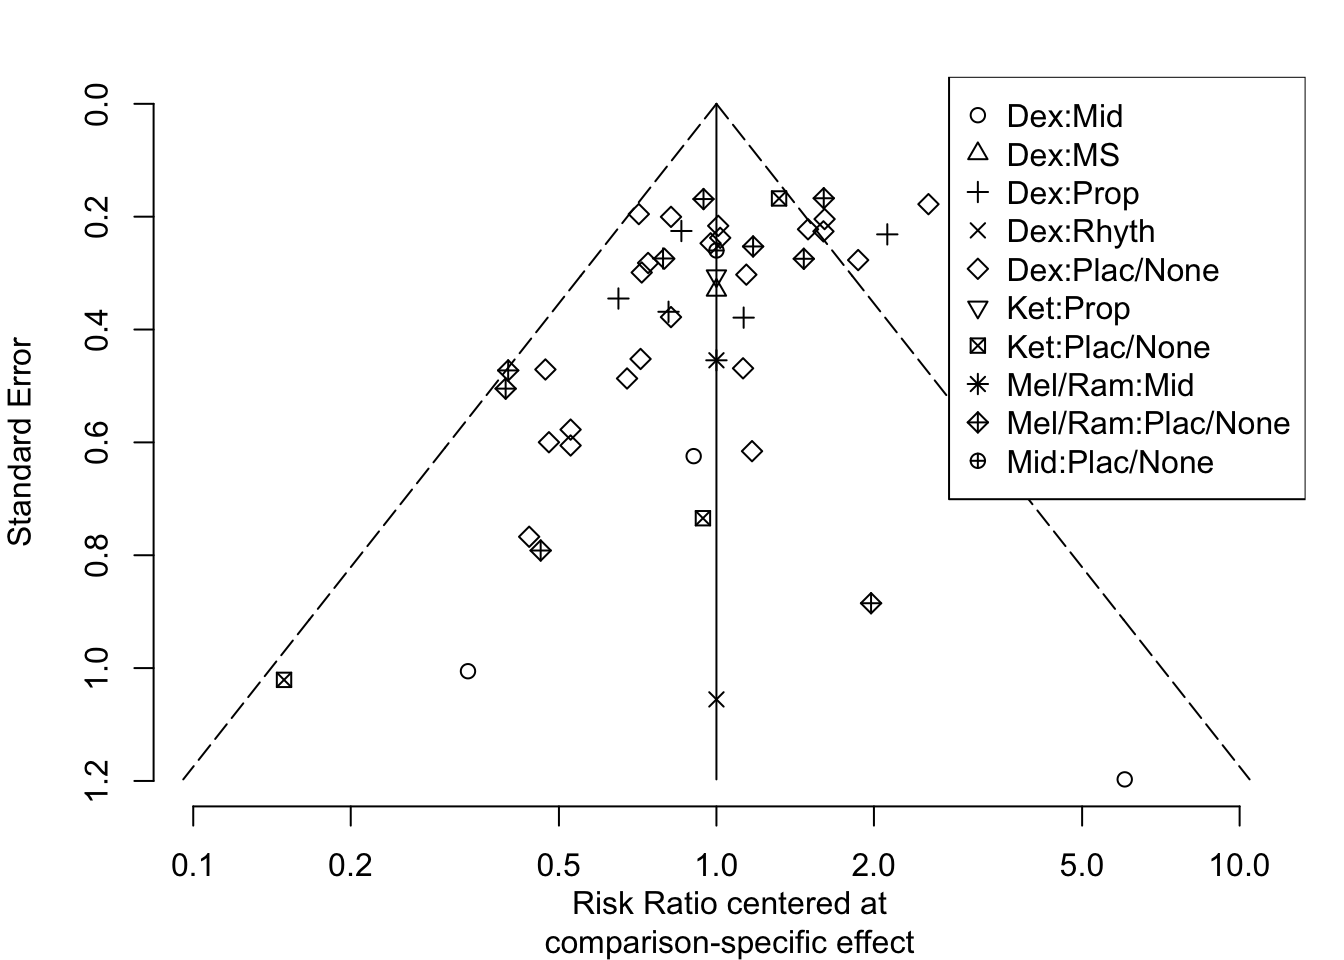 0.0
0.2
0.4
0.6
0.8
1.0
1.2
Standard Error
Dex:Mid
Dex:MS
Dex:Prop
Dex:Rhyth
Dex:Plac/None
Ket:Prop
Ket:Plac/None
Mel/Ram:Mid
Mel/Ram:Plac/None
Mid:Plac/None
0.1 0.2 0.5 1.0 2.0 5.0 10.0
Risk Ratio centered at
comparison-specific effect